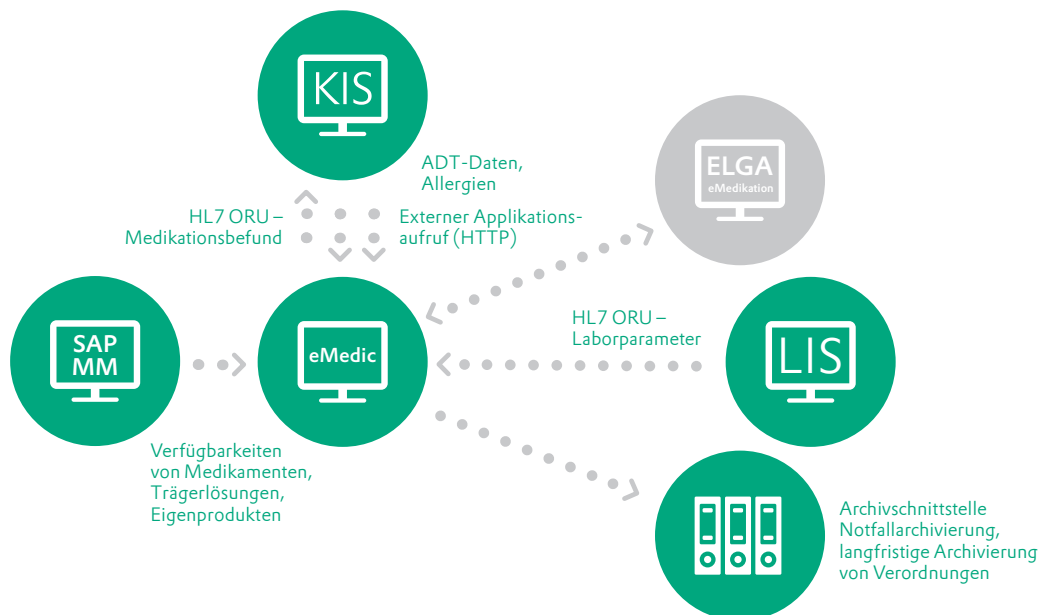 KIS
ADT-Daten,
Allergien
ELGA
eMedikation
HL7 ORU –
Medikationsbefund
Externer Applikations-
aufruf (HTTP)
SAP
MM
eMedic
HL7 ORU –
Laborparameter
LIS
Verfügbarkeiten
von Medikamenten,
Trägerlösungen,
Eigenprodukten
Archivschnittstelle
Notfallarchivierung,
langfristige Archivierung
von Verordnungen